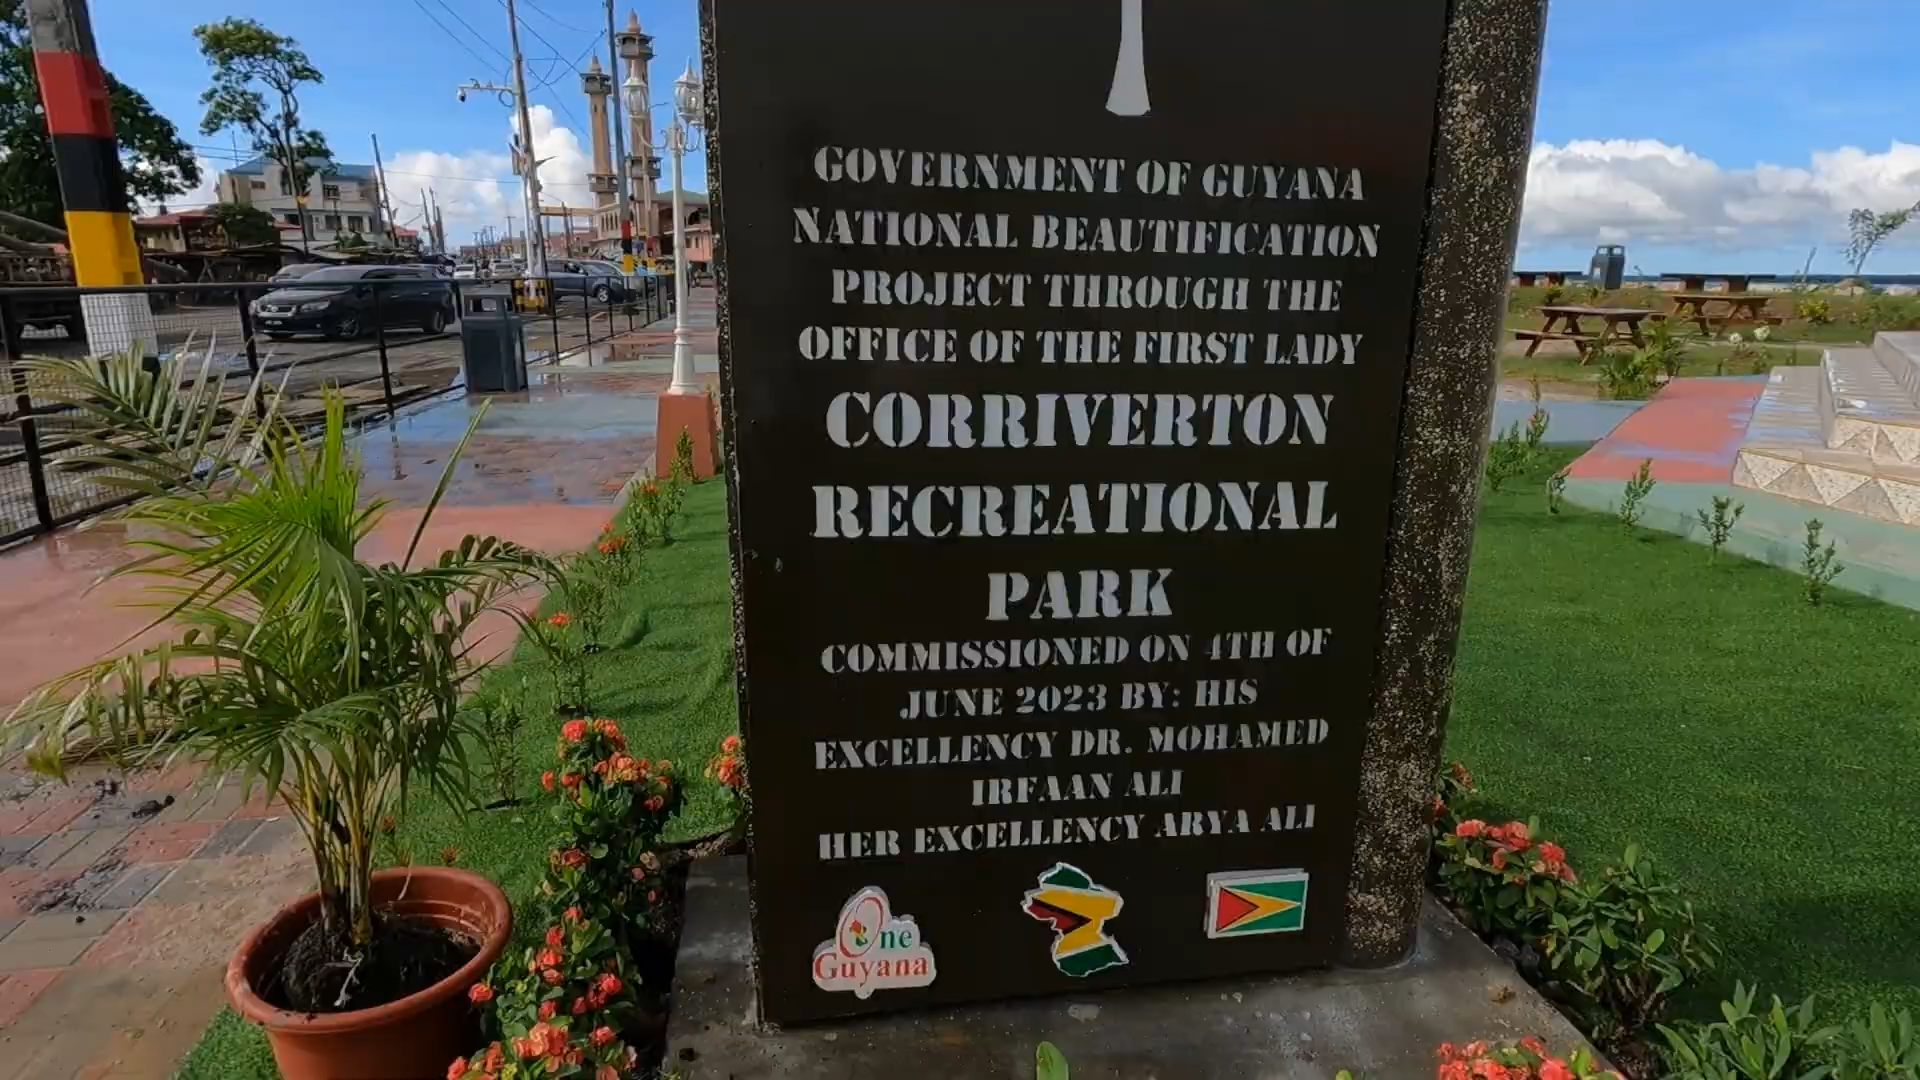 GOVERNMENT OF GUYANA
NATIONAL BEAUTIFICATION
PROJECT THROUGH THE
OFFICE OF THE FIRST LADY
CORRIVERTON
RECREATIONAL
PARK
COMMISSIONED ON 4TH OF
JUNE 2023 BY: HIS
EXCELLENCY DR. MOHAMED
IRFAAN ALI
HER EXCELLENCY ARYA ALI
One
Guyana